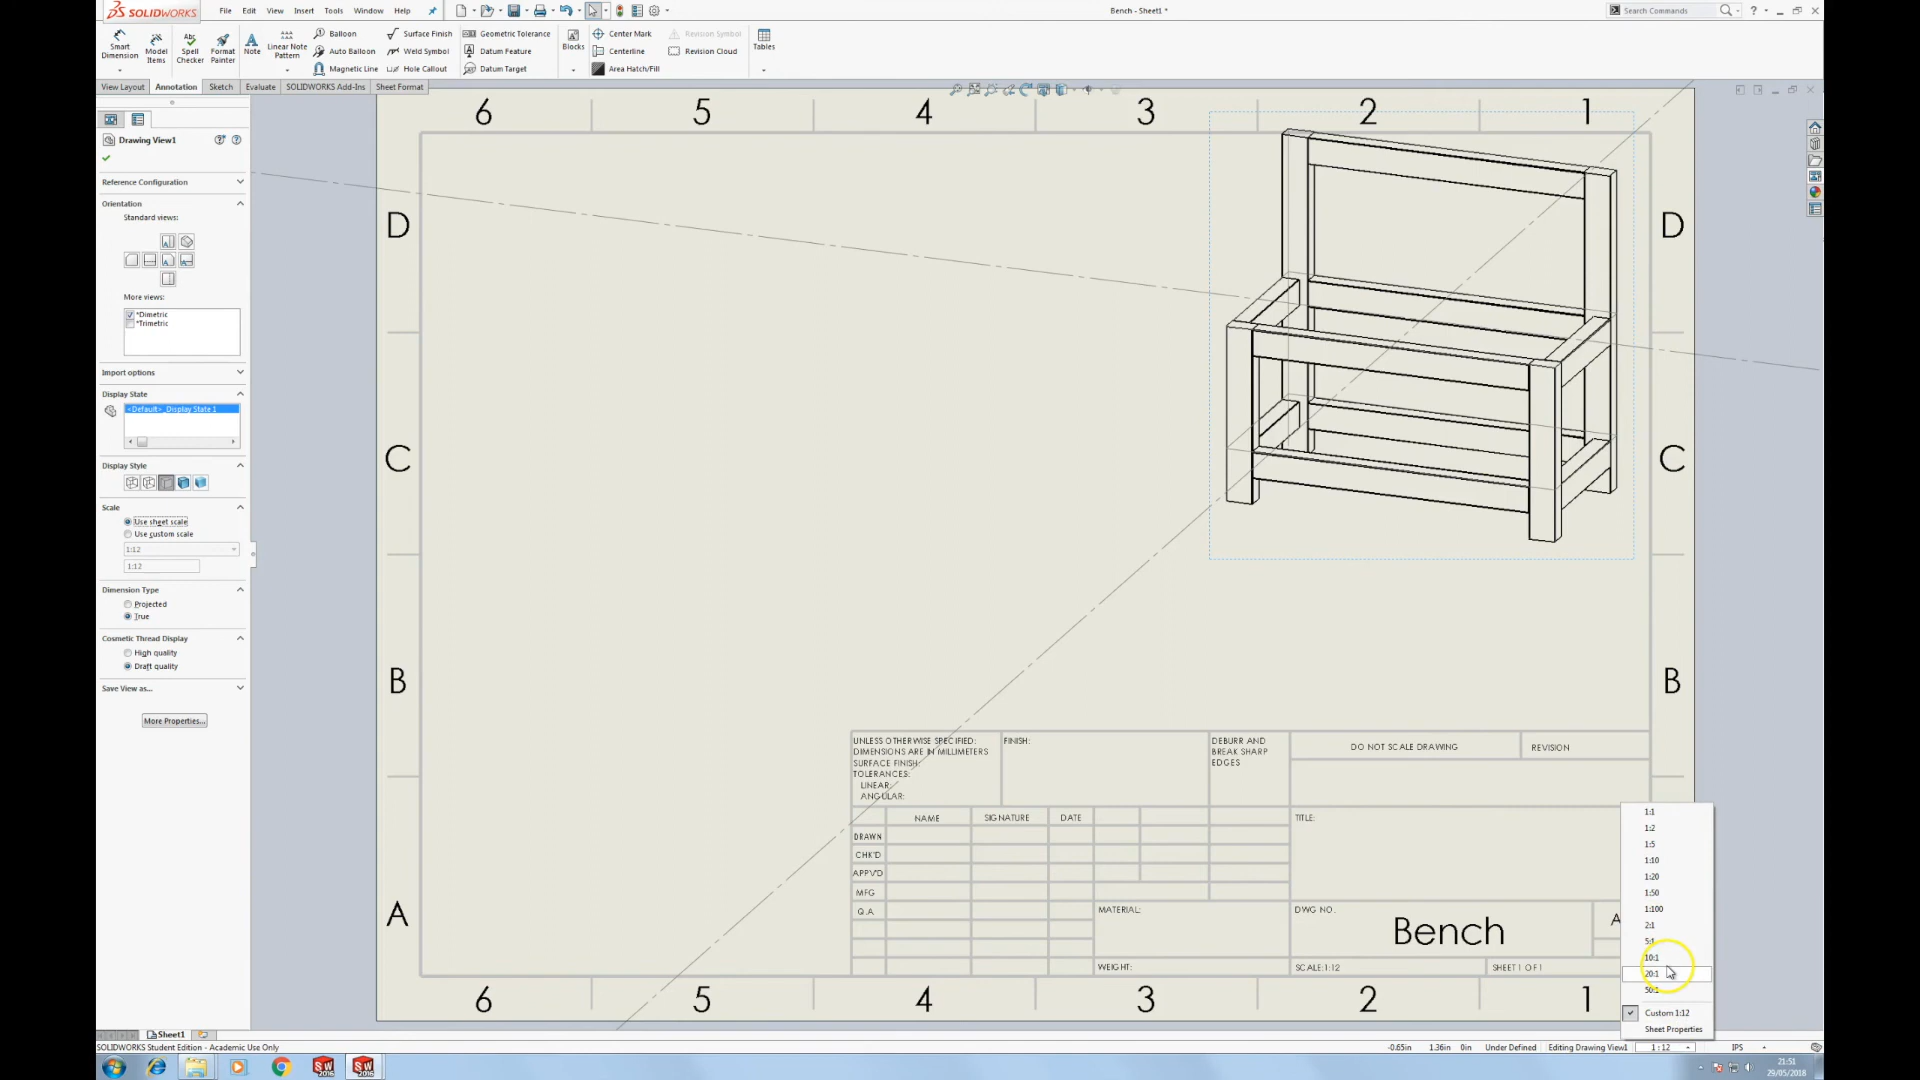 SOLIDWORKS File Edit View Insert Tools Window Help Bench - Sheet1 * Search Commands
Smart Dimension
Model Items
Spell Checker
Format Painter
Note
Linear Note Pattern
Balloon
Auto Balloon
Magnetic Line
Surface Finish
Weld Symbol
Hole Callout
Geometric Tolerance
Datum Feature
Datum Target
Blocks
Center Mark
Centerline
Area Hatch/Fill
Revision Symbol
Revision Cloud
Tables
View Layout Annotation Sketch Evaluate SOLIDWORKS Add-Ins Sheet Format
Drawing View1
Reference Configuration
Orientation
Standard views:
More views:
*Dimetric
*Trimetric
Import options
Display State
<Default>_Display State 1
Display Style
Scale
Use sheet scale
Use custom scale
1:12
1:12
Dimension Type
Projected
True
Cosmetic Thread Display
High quality
Draft quality
Save View as...
More Properties...
6 5 4 3 2 1
D D
C C
B B
A
UNLESS OTHERWISE SPECIFIED:
DIMENSIONS ARE IN MILLIMETERS
SURFACE FINISH:
TOLERANCES:
LINEAR:
ANGULAR:
FINISH:
DEBURR AND
BREAK SHARP
EDGES
DO NOT SCALE DRAWING
REVISION
NAME SIGNATURE DATE
DRAWN
CHK'D
APPV'D
MFG
Q.A
TITLE:
MATERIAL:
DWG NO.
Bench
A
WEIGHT:
SCALE:1:12
SHEET 1 OF 1
6 5 4 3 2 1
1:1
1:2
1:5
1:10
1:20
1:50
1:100
2:1
5:1
10:1
20:1
50:1
Custom 1:12
Sheet Properties
Sheet1
SOLIDWORKS Student Edition - Academic Use Only
-0.65in 1.36in 0in Under Defined Editing Drawing View1 1 : 12 IPS
21:51
29/05/2018